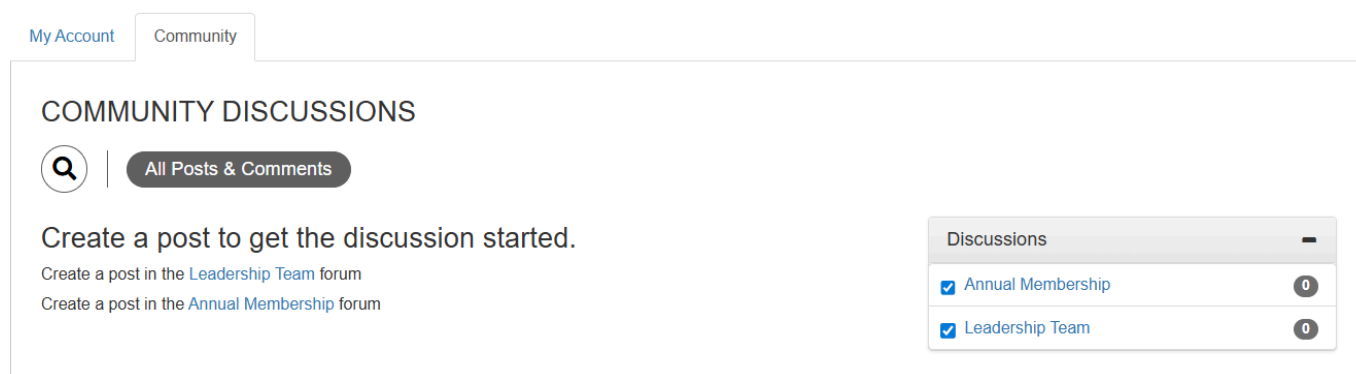 My Account Community
COMMUNITY DISCUSSIONS
All Posts & Comments
Create a post to get the discussion started.
Create a post in the Leadership Team forum
Create a post in the Annual Membership forum
Discussions
Annual Membership 0
Leadership Team 0